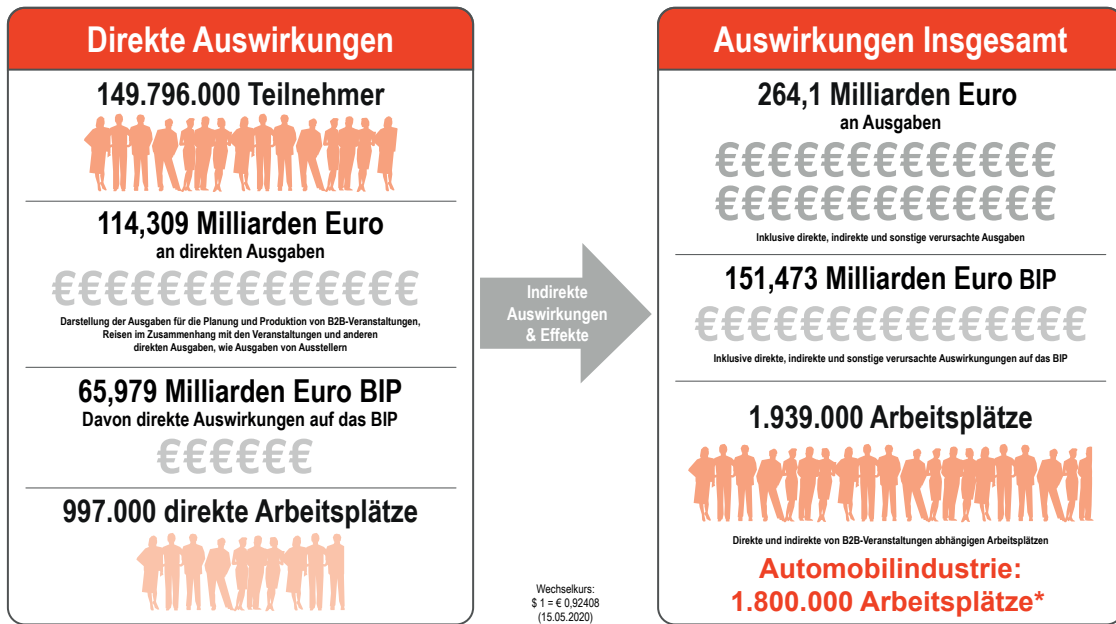 Direkte Auswirkungen
149.796.000 Teilnehmer
114,309 Milliarden Euro
an direkten Ausgaben
€€€€€€€€€€€€€€
Darstellung der Ausgaben für die Planung und Produktion von B2B-Veranstaltungen,
Reisen im Zusammenhang mit den Veranstaltungen und anderen
direkten Ausgaben, wie Ausgaben von Ausstellern
65,979 Milliarden Euro BIP
Davon direkte Auswirkungen auf das BIP
€€€€€€
997.000 direkte Arbeitsplätze
Indirekte
Auswirkungen
& Effekte
Wechselkurs:
$ 1 = € 0,92408
(15.05.2020)
Auswirkungen Insgesamt
264,1 Milliarden Euro
an Ausgaben
€€€€€€€€€€€€€
€€€€€€€€€€€€€
Inklusive direkte, indirekte und sonstige verursachte Ausgaben
151,473 Milliarden Euro BIP
€€€€€€€€€€€€€€€
Inklusive direkte, indirekte und sonstige verursachte Auswirkungungen auf das BIP
1.939.000 Arbeitsplätze
Direkte und indirekte von B2B-Veranstaltungen abhängigen Arbeitsplätzen
Automobilindustrie:
1.800.000 Arbeitsplätze*